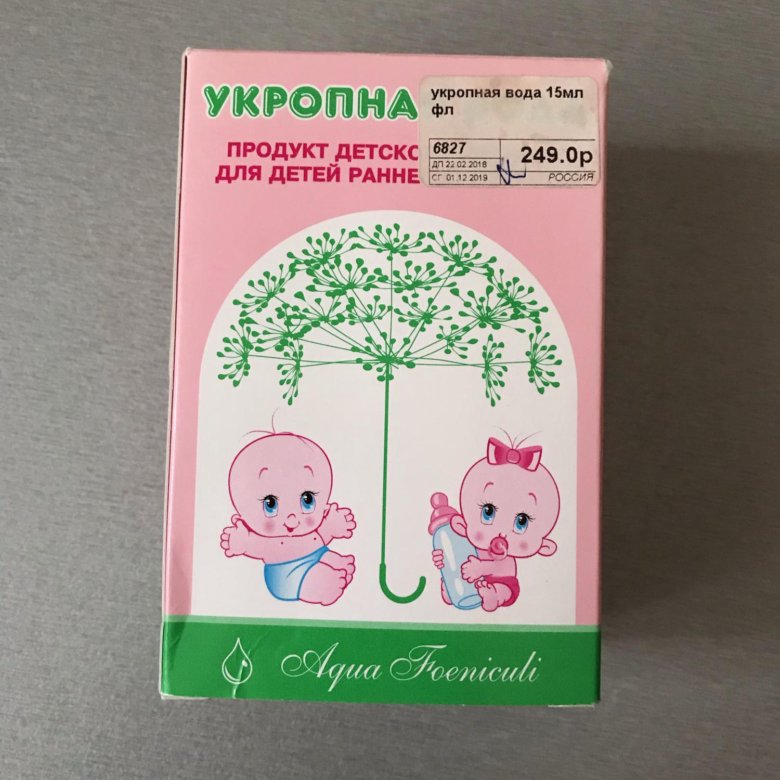 УКРОПНА
ПРОДУКТ ДЕТСКО
ДЛЯ ДЕТЕЙ РАННЕ
укропная вода 15мл
фл
6827
ДП 22.02.2018
СГ 01.12.2019
249.0р
РОССИЯ
Aqua Foeniculi